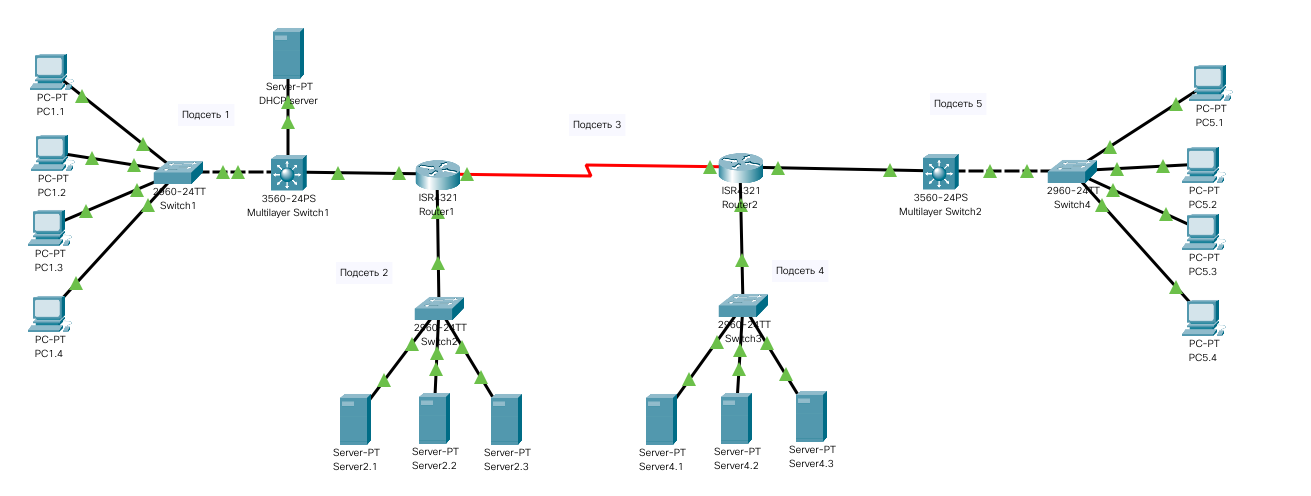 Server-PT
DHCP server
PC-PT
PC1.1
Подсеть 1
PC-PT
PC1.2
2960-24TT
Switch1
3560-24PS
Multilayer Switch1
PC-PT
PC1.3
PC-PT
PC1.4
Подсеть 3
ISR4321
Router1
ISR4321
Router2
Подсеть 2
2960-24TT
Switch2
Server-PT
Server2.1
Server-PT
Server2.2
Server-PT
Server2.3
Подсеть 4
2960-24TT
Switch3
Server-PT
Server4.1
Server-PT
Server4.2
Server-PT
Server4.3
Подсеть 5
3560-24PS
Multilayer Switch2
2960-24TT
Switch4
PC-PT
PC5.1
PC-PT
PC5.2
PC-PT
PC5.3
PC-PT
PC5.4